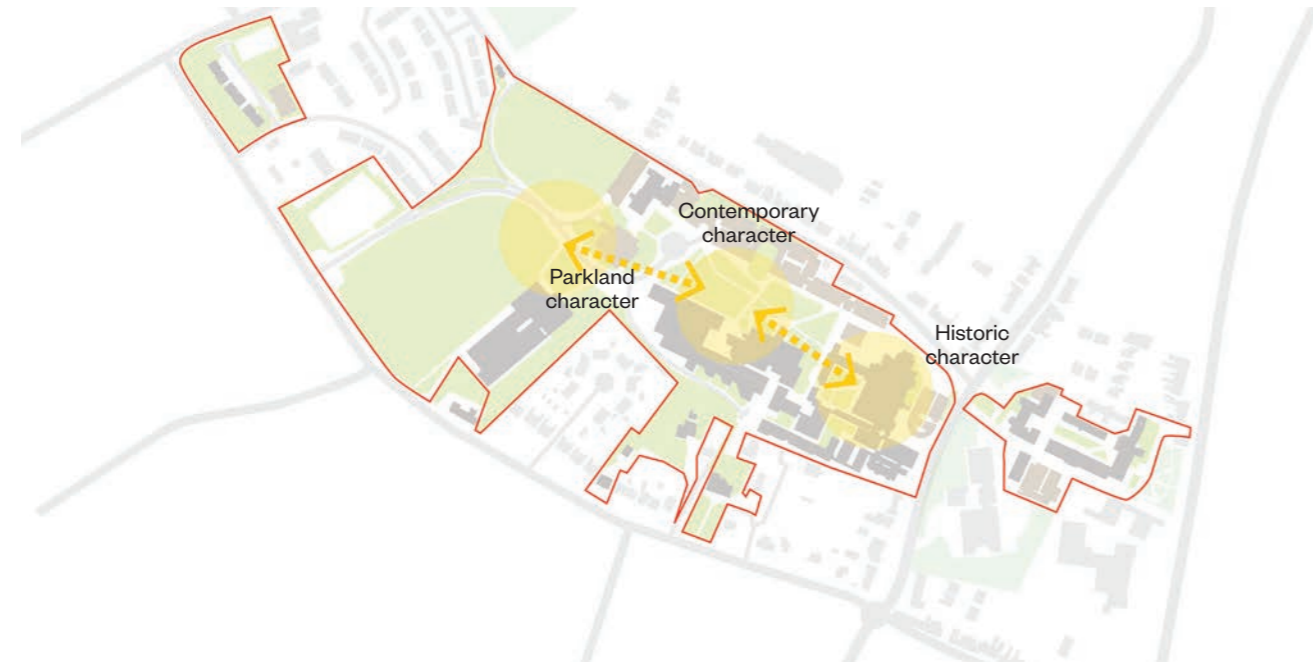 Contemporary
character
Parkland
character
Historic
character